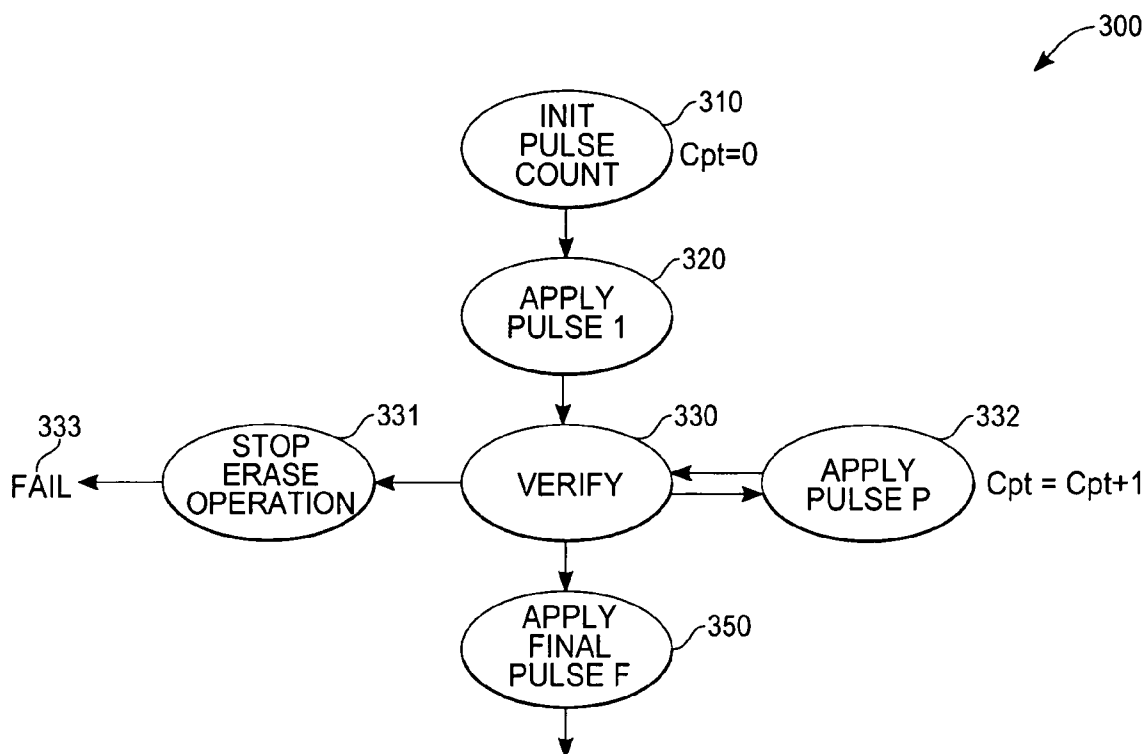 300
310
INIT
PULSE
COUNT
Cpt=0
320
APPLY
PULSE 1
333
FAIL
331
STOP
ERASE
OPERATION
330
VERIFY
332
APPLY
PULSE P
Cpt = Cpt+1
350
APPLY
FINAL
PULSE F